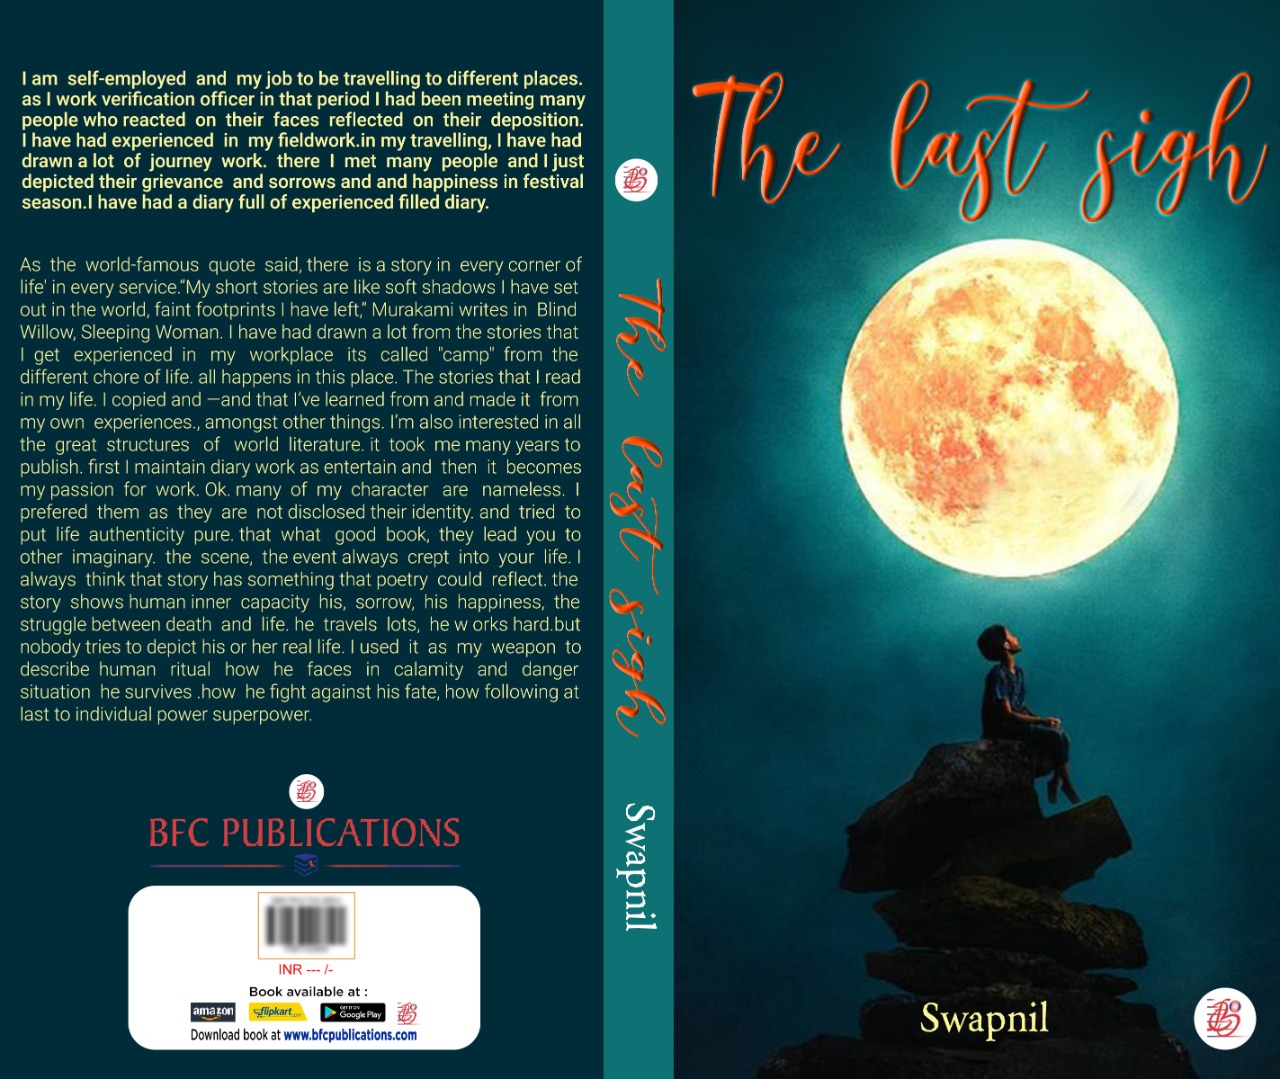 I am self-employed and my job to be travelling to different places.
as I work verification officer in that period I had been meeting many
people who reacted on their faces reflected on their deposition.
I have had experienced in my fieldwork.in my travelling, I have had
drawn a lot of journey work. there I met many people and I just
depicted their grievance and sorrows and and happiness in festival
season.I have had a diary full of experienced filled diary.
As the world-famous quote said, there is a story in every corner of
life' in every service."My short stories are like soft shadows I have set
out in the world, faint footprints I have left," Murakami writes in Blind
Willow, Sleeping Woman. I have had drawn a lot from the stories that
I get experienced in my workplace its called "camp" from the
different chore of life. all happens in this place. The stories that I read
in my life. I copied and —and that I've learned from and made it from
my own experiences., amongst other things. I'm also interested in all
the great structures of world literature. it took me many years to
publish. first I maintain diary work as entertain and then it becomes
my passion for work. Ok. many of my character are nameless. I
prefered them as they are not disclosed their identity. and tried to
put life authenticity pure. that what good book, they lead you to
other imaginary. the scene, the event always crept into your life. I
always think that story has something that poetry could reflect. the
story shows human inner capacity his, sorrow, his happiness, the
struggle between death and life. he travels lots, he w orks hard.but
nobody tries to depict his or her real life. I used it as my weapon to
describe human ritual how he faces in calamity and danger
situation he survives .how he fight against his fate, how following at
last to individual power superpower.
BFC PUBLICATIONS
INR --- /-
Book available at :
amazon flipkart.com GET IT ON Google Play
Download book at www.bfcpublications.com
The last sigh
Swapnil
The last sigh
Swapnil